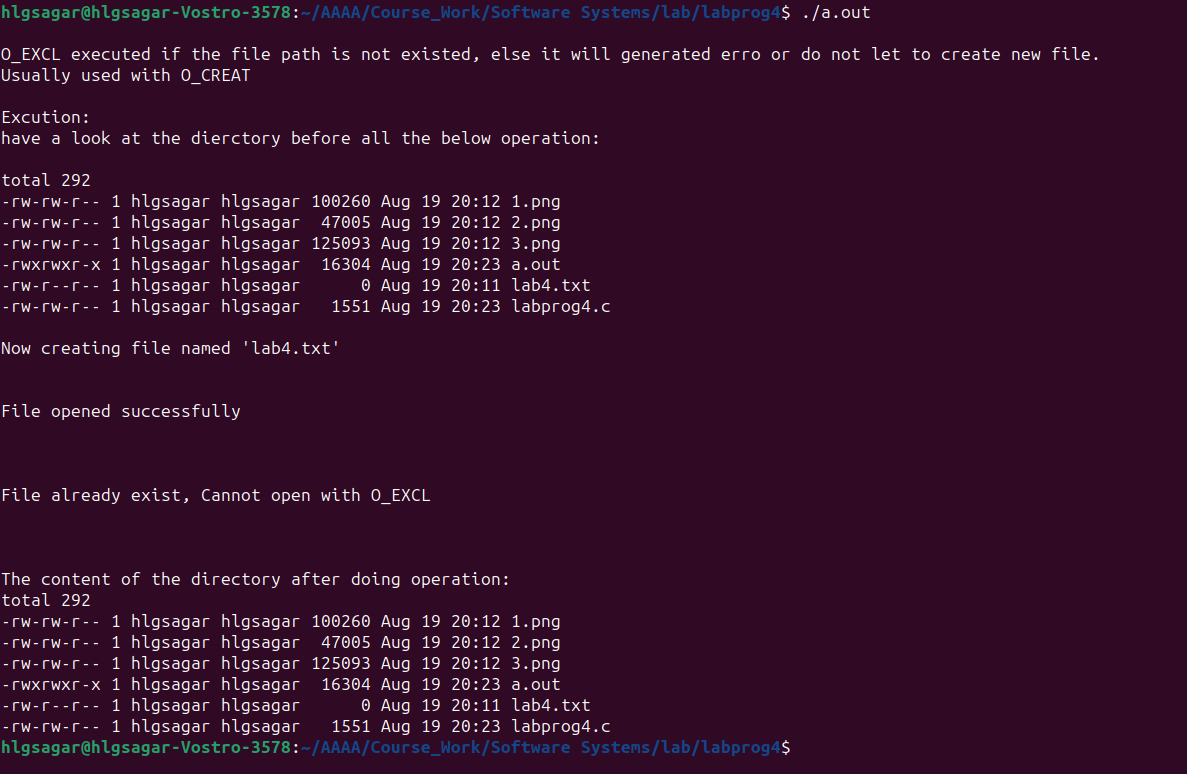 hlgsagar@hlgsagar-Vostro-3578:~/AAAA/Course_Work/Software Systems/lab/labprog4$ ./a.out
O_EXCL executed if the file path is not existed, else it will generated erro or do not let to create new file.
Usually used with O_CREAT
Excution:
have a look at the dierctory before all the below operation:
total 292
-rw-rw-r-- 1 hlgsagar hlgsagar 100260 Aug 19 20:12 1.png
-rw-rw-r-- 1 hlgsagar hlgsagar  47005 Aug 19 20:12 2.png
-rw-rw-r-- 1 hlgsagar hlgsagar 125093 Aug 19 20:12 3.png
-rwxrwxr-x 1 hlgsagar hlgsagar  16304 Aug 19 20:23 a.out
-rw-r--r-- 1 hlgsagar hlgsagar      0 Aug 19 20:11 lab4.txt
-rw-rw-r-- 1 hlgsagar hlgsagar   1551 Aug 19 20:23 labprog4.c
Now creating file named 'lab4.txt'
File opened successfully
File already exist, Cannot open with O_EXCL
The content of the directory after doing operation:
total 292
-rw-rw-r-- 1 hlgsagar hlgsagar 100260 Aug 19 20:12 1.png
-rw-rw-r-- 1 hlgsagar hlgsagar  47005 Aug 19 20:12 2.png
-rw-rw-r-- 1 hlgsagar hlgsagar 125093 Aug 19 20:12 3.png
-rwxrwxr-x 1 hlgsagar hlgsagar  16304 Aug 19 20:23 a.out
-rw-r--r-- 1 hlgsagar hlgsagar      0 Aug 19 20:11 lab4.txt
-rw-rw-r-- 1 hlgsagar hlgsagar   1551 Aug 19 20:23 labprog4.c
hlgsagar@hlgsagar-Vostro-3578:~/AAAA/Course_Work/Software Systems/lab/labprog4$